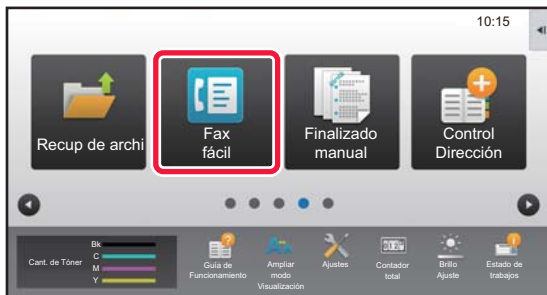 10:15
Recup de archi
Fax
fácil
Finalizado
manual
Control
Dirección
Cant. de Tóner
Bk
C
M
Y
Guía de
Funcionamiento
Ampliar
modo
Visualización
Ajustes
Contador
total
Brillo
Ajuste
Estado de
trabajos